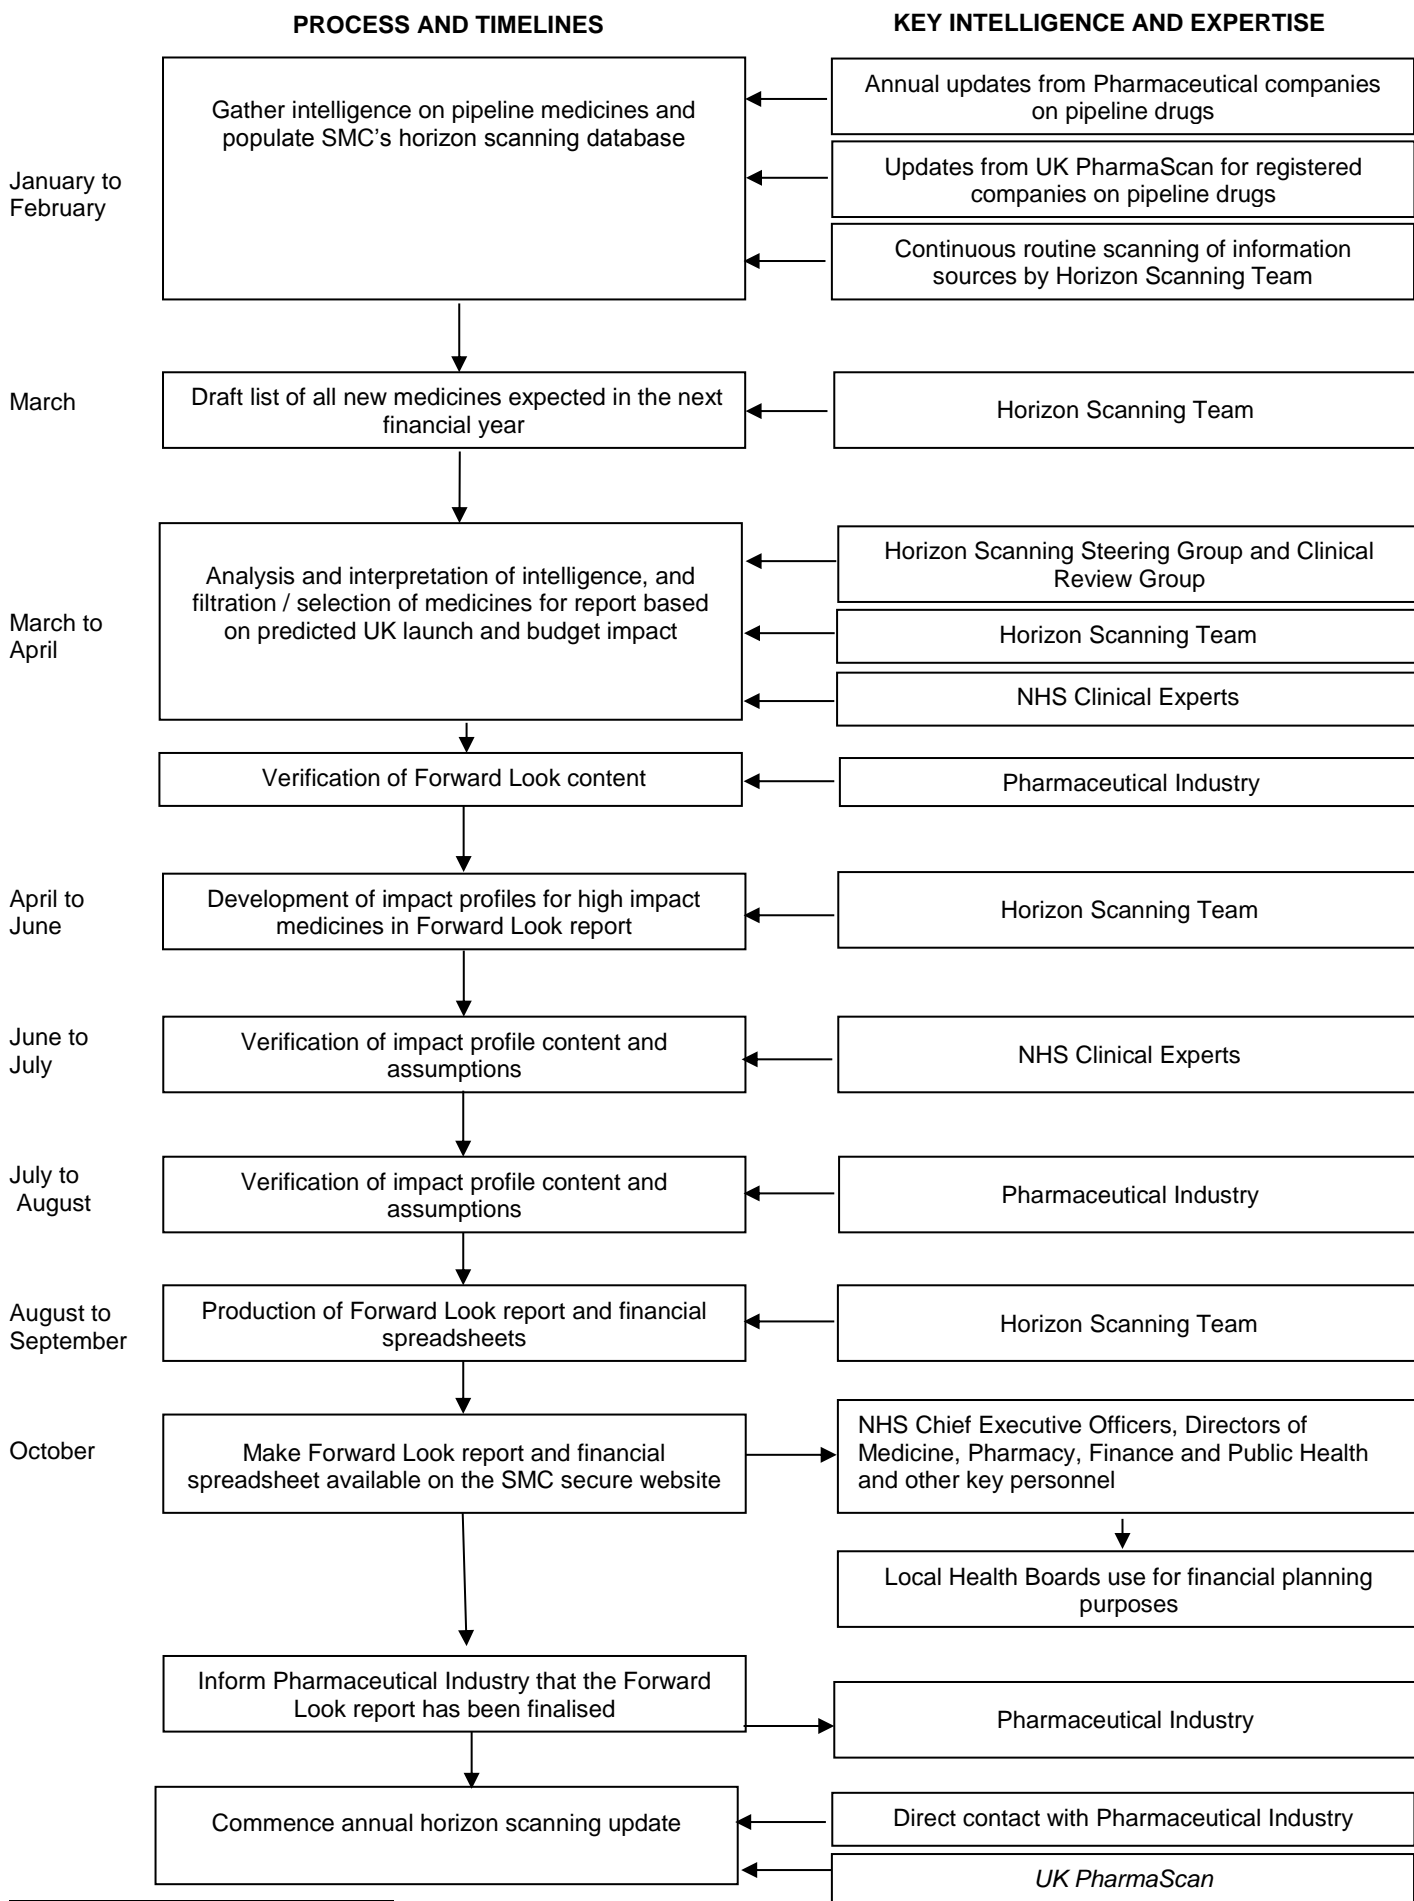 PROCESS AND TIMELINES
KEY INTELLIGENCE AND EXPERTISE
January to
February
Gather intelligence on pipeline medicines and
populate SMC's horizon scanning database
Annual updates from Pharmaceutical companies
on pipeline drugs
Updates from UK PharmaScan for registered
companies on pipeline drugs
Continuous routine scanning of information
sources by Horizon Scanning Team
March
Draft list of all new medicines expected in the next
financial year
Horizon Scanning Team
March to
April
Analysis and interpretation of intelligence, and
filtration / selection of medicines for report based
on predicted UK launch and budget impact
Horizon Scanning Steering Group and Clinical
Review Group
Horizon Scanning Team
NHS Clinical Experts
Verification of Forward Look content
Pharmaceutical Industry
April to
June
Development of impact profiles for high impact
medicines in Forward Look report
Horizon Scanning Team
June to
July
Verification of impact profile content and
assumptions
NHS Clinical Experts
July to
August
Verification of impact profile content and
assumptions
Pharmaceutical Industry
August to
September
Production of Forward Look report and financial
spreadsheets
Horizon Scanning Team
October
Make Forward Look report and financial
spreadsheet available on the SMC secure website
NHS Chief Executive Officers, Directors of
Medicine, Pharmacy, Finance and Public Health
and other key personnel
Local Health Boards use for financial planning
purposes
Inform Pharmaceutical Industry that the Forward
Look report has been finalised
Pharmaceutical Industry
Commence annual horizon scanning update
Direct contact with Pharmaceutical Industry
UK PharmaScan